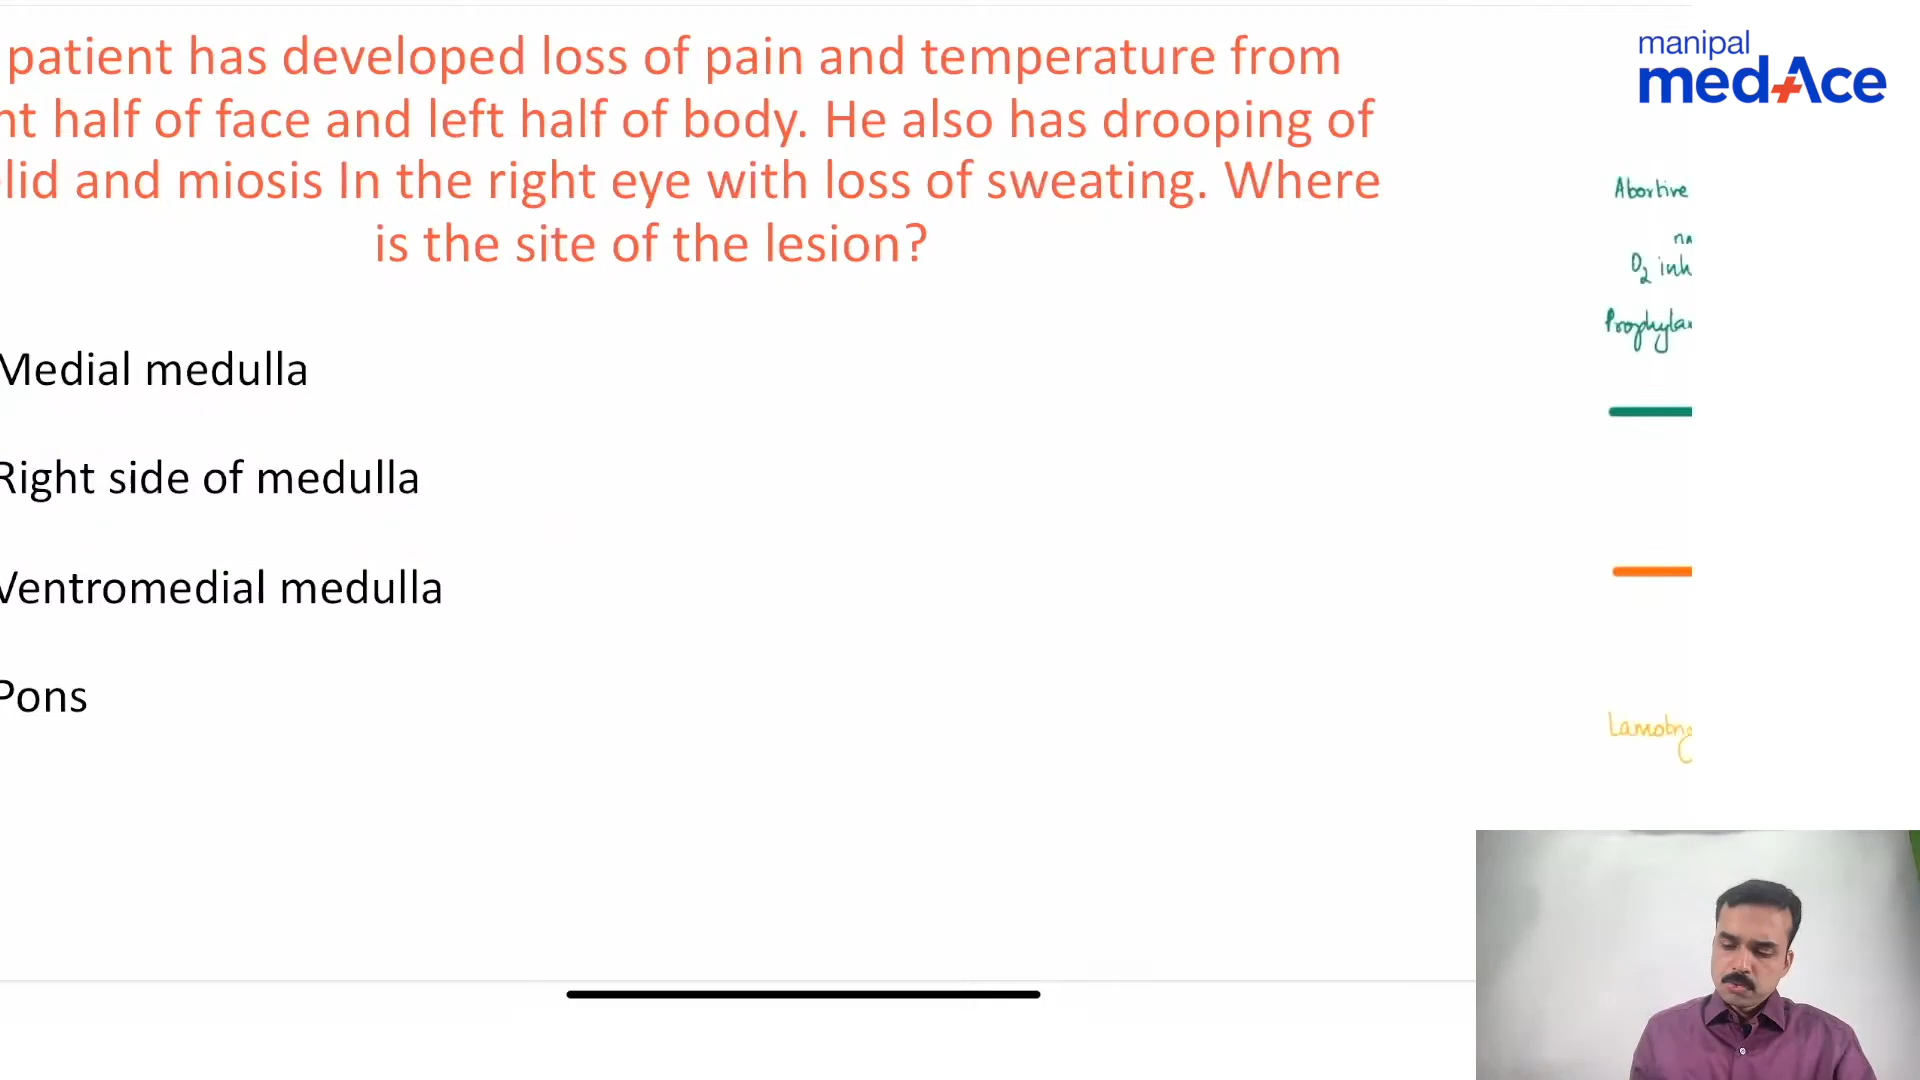 patient has developed loss of pain and temperature from
nt half of face and left half of body. He also has drooping of
lid and miosis In the right eye with loss of sweating. Where
is the site of the lesion?
Medial medulla
Right side of medulla
Ventromedial medulla
Pons
manipal
medAce
Abortive
O2 inh
Prophyla